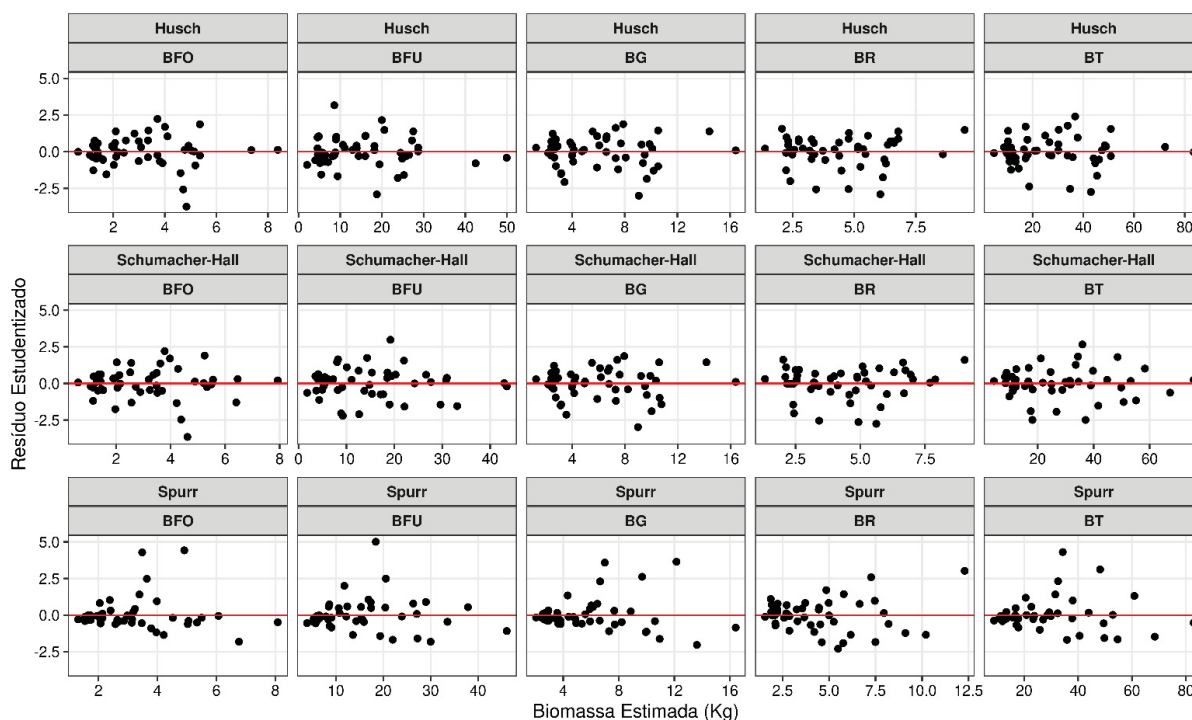 Husch Husch Husch Husch Husch
BFO BFU BG BR BT
5.0
2.5
0.0
-2.5
2 4 6 8 0 10 20 30 40 50 4 8 12 16 2.5 5.0 7.5 20 40 60 80
Schumacher-Hall Schumacher-Hall Schumacher-Hall Schumacher-Hall Schumacher-Hall
BFO BFU BG BR BT
5.0
2.5
0.0
-2.5
2 4 6 8 0 10 20 30 40 4 8 12 16 2.5 5.0 7.5 20 40 60
Spurr Spurr Spurr Spurr Spurr
BFO BFU BG BR BT
5.0
2.5
0.0
-2.5
2 4 6 8 10 20 30 40 4 8 12 16 2.5 5.0 7.5 10.0 12.5 20 40 60 80
Resíduo Estudentizado
Biomassa Estimada (Kg)